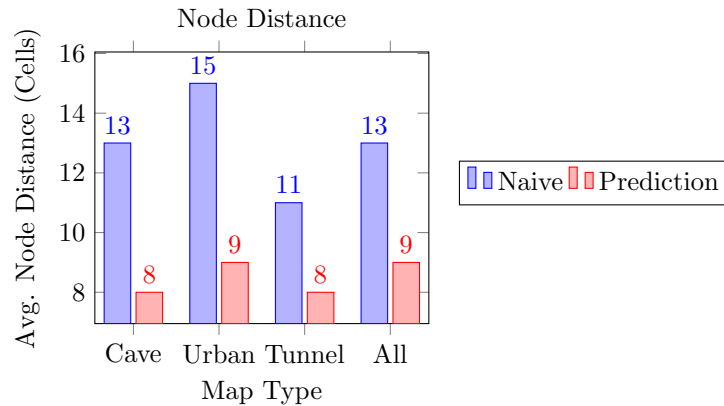 Node Distance
Avg. Node Distance (Cells)
16
14
12
10
8
13
15
11
13
8
9
8
9
Cave Urban Tunnel All
Map Type
Naive Prediction